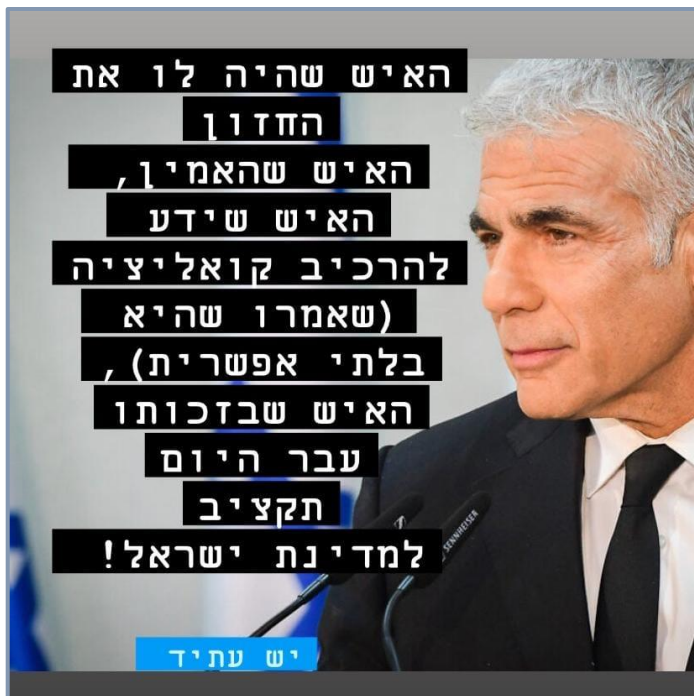 האיש שהיה לו את
החזון
האיש שהאמין,
האיש שידע
להרכיב קואליציה
(שאמרו שהיא
בלתי אפשרית),
האיש שבזכותו
עבר היום
תקציב
למדינת ישראל!
SENNHEISER
יש עתיד